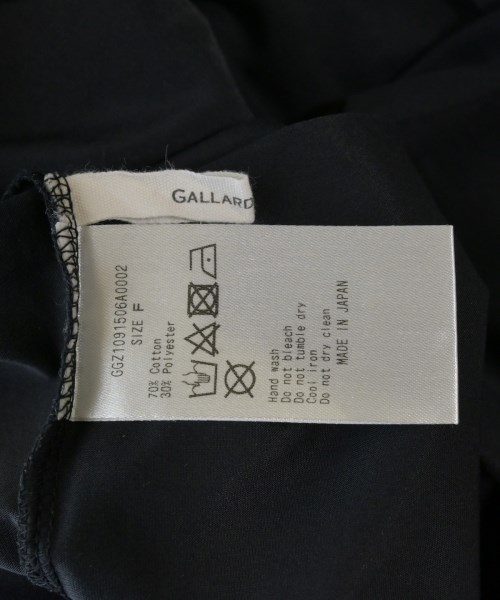 GALLARD
GGZ1091506A0002
SIZE F
70% Cotton
30% Polyester
Hand wash
Do not bleach
Do not tumble dry
Cool iron
Do not dry clean
MADE IN JAPAN